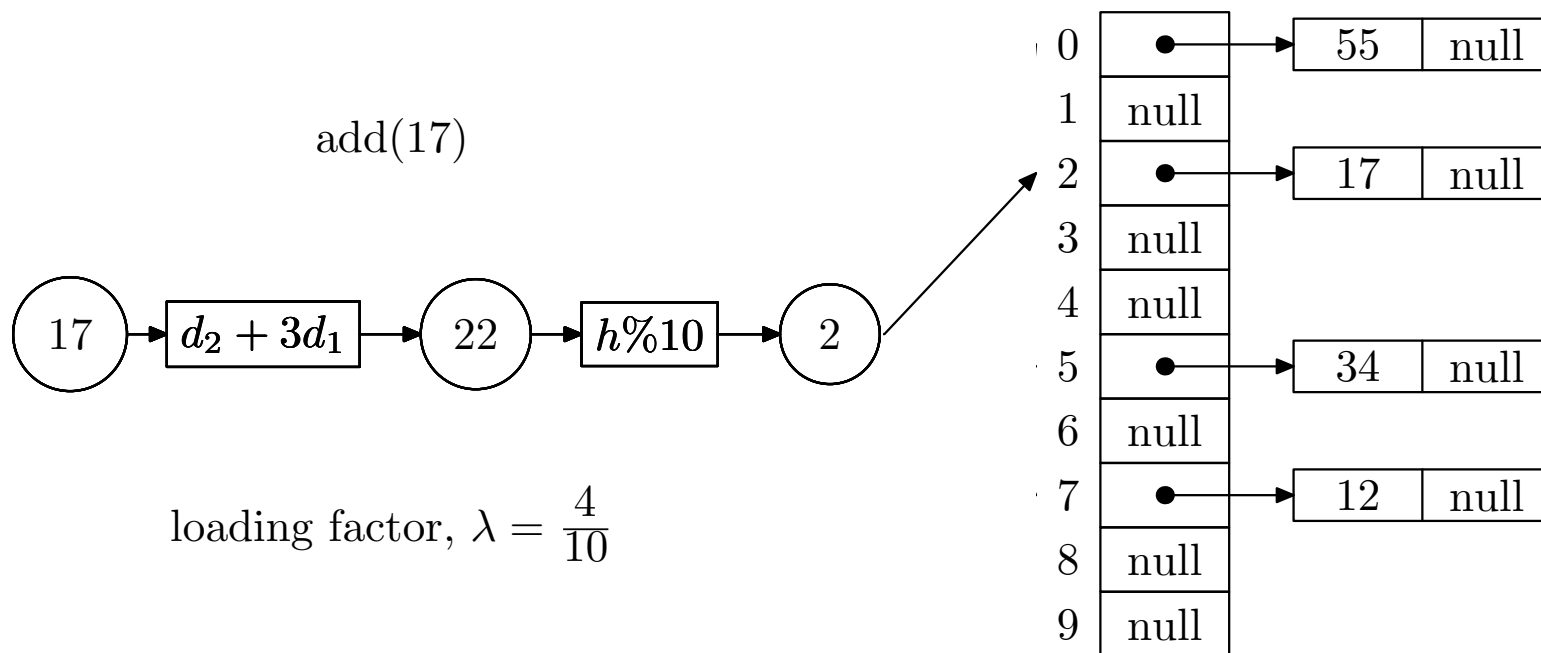 add(17)
17 d₂ + 3d₁ 22 h%10 2
loading factor, λ = 4/10
0 55 null
1 null
2 17 null
3 null
4 null
5 34 null
6 null
7 12 null
8 null
9 null